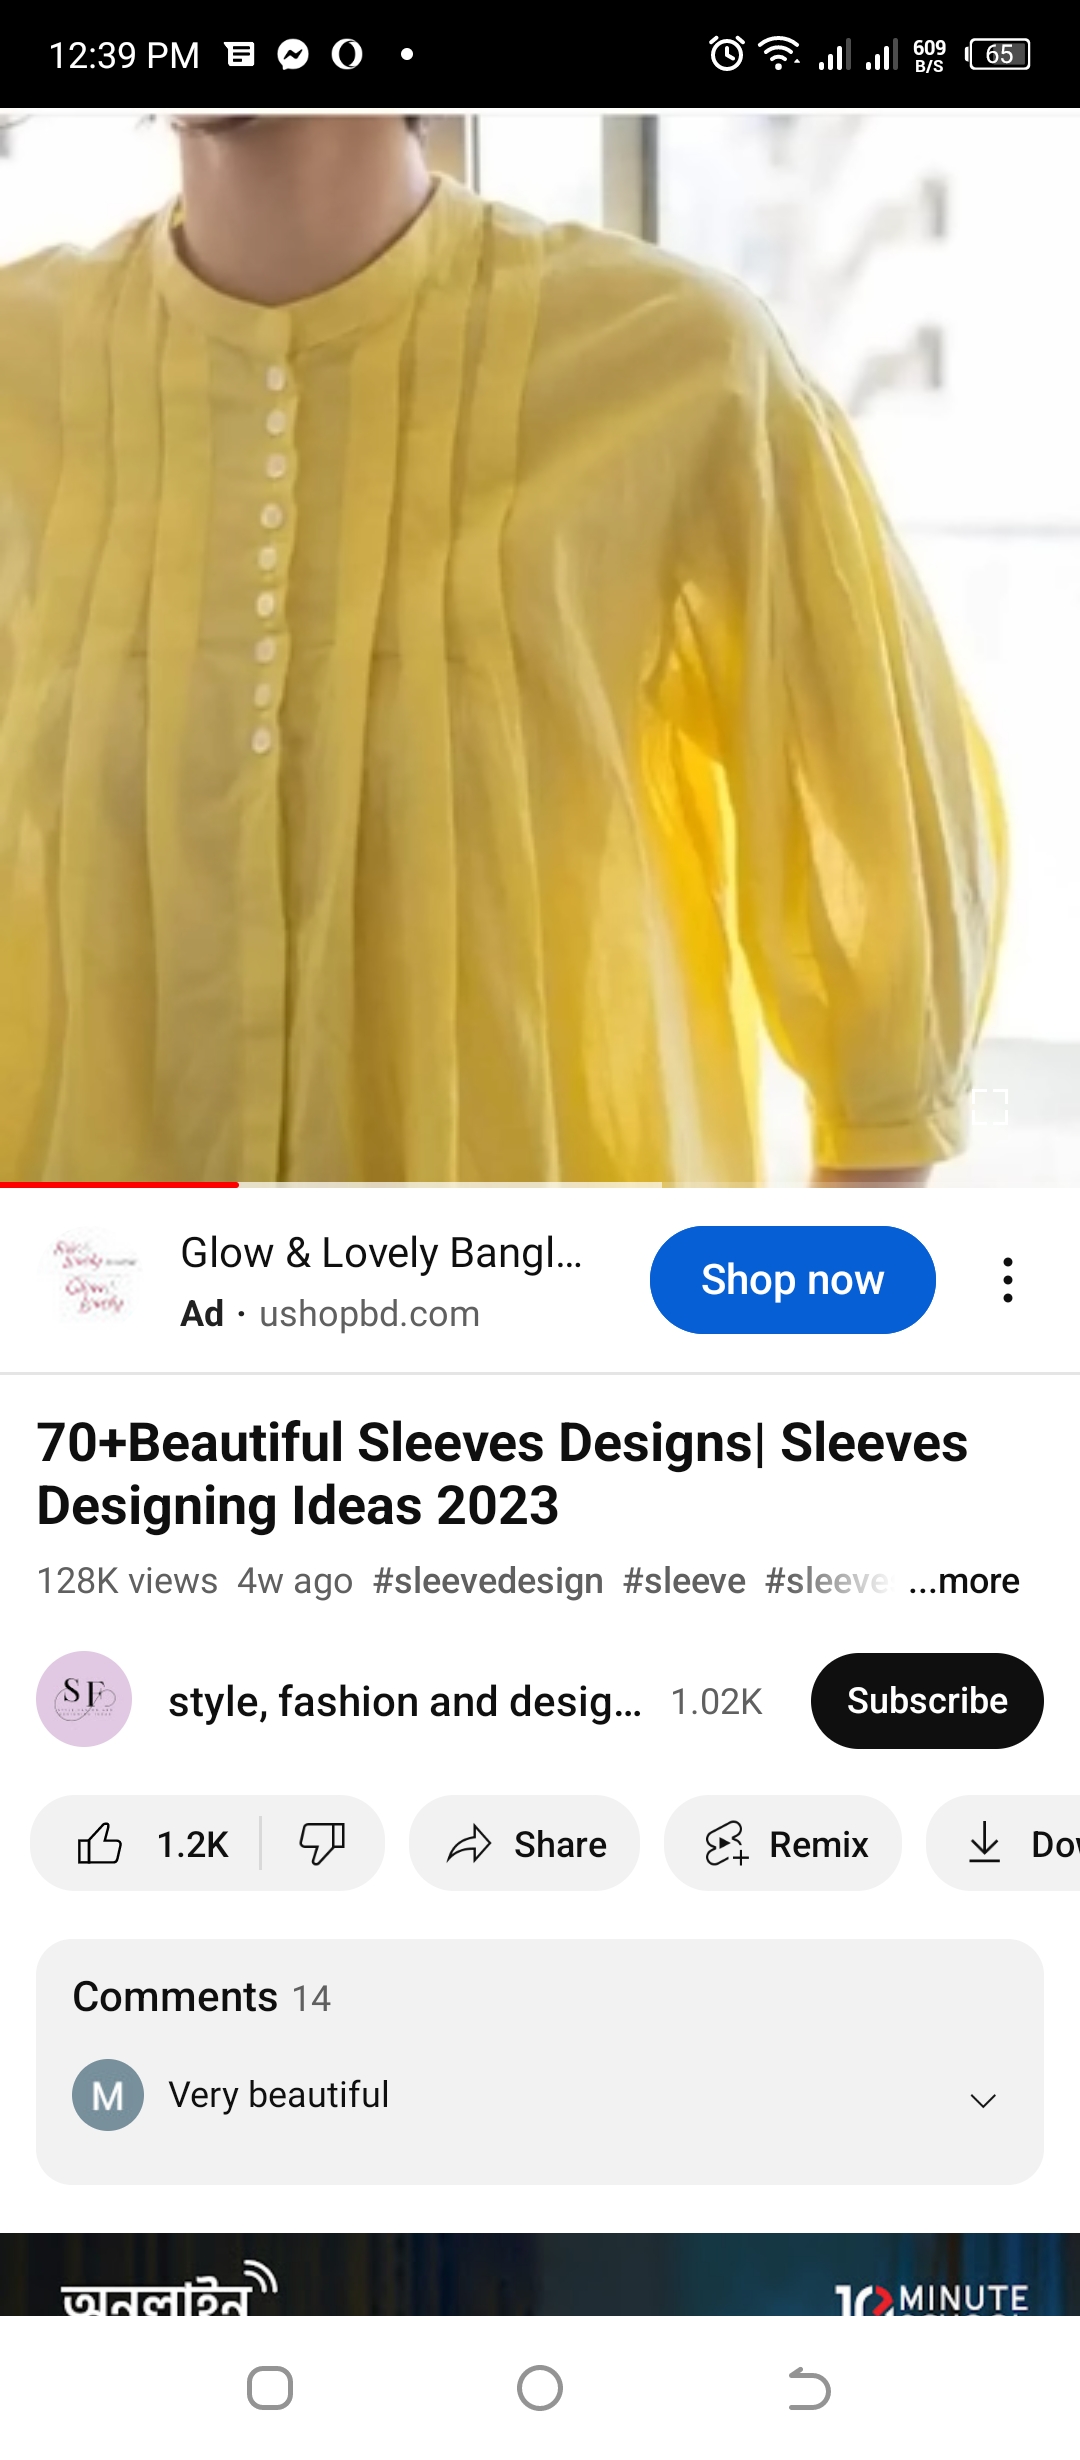 12:39 PM
609
B/S
65
Glow & Lovely Bangl...
Shop now
Ad · ushopbd.com
70+Beautiful Sleeves Designs| Sleeves
Designing Ideas 2023
128K views 4w ago #sleevedesign #sleeve #sleeve ...more
SF
style, fashion and desig... 1.02K
Subscribe
1.2K
Share
Remix
Dow
Comments 14
M
Very beautiful
অনলাইন
10 MINUTE